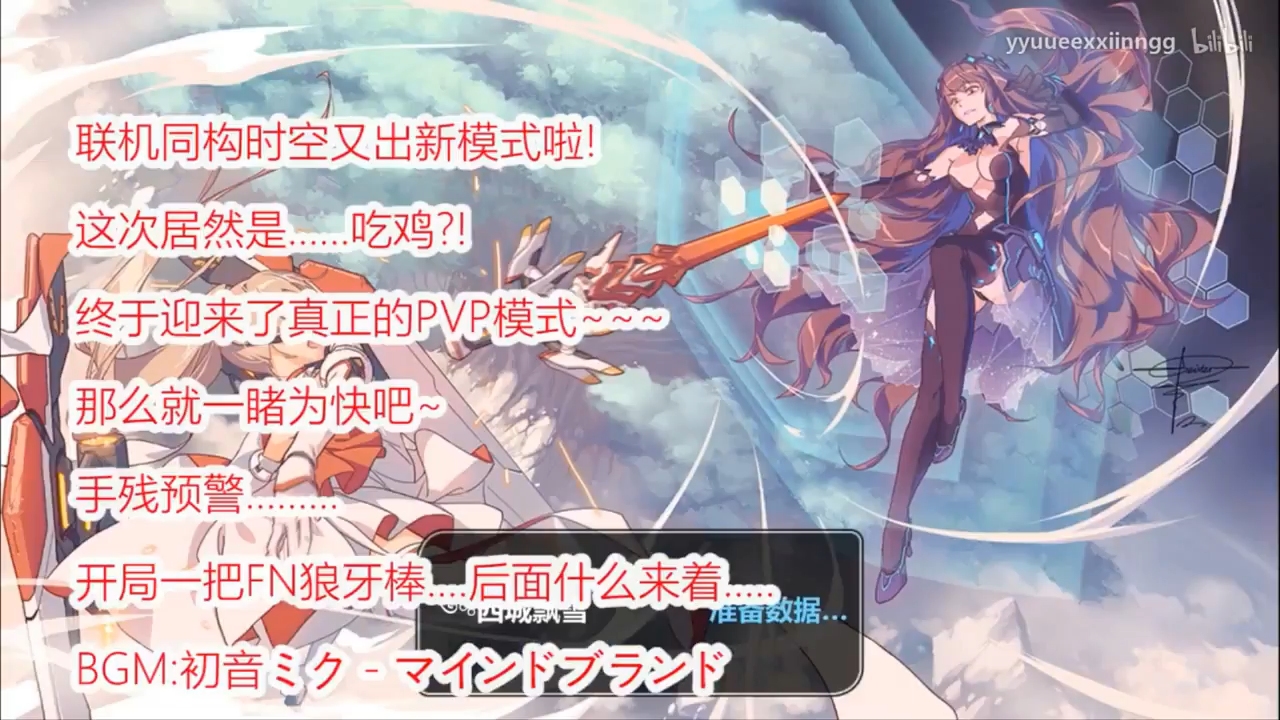 yyuueexxiinngg bilibili
联机同构时空又出新模式啦!
这次居然是......吃鸡?!
终于迎来了真正的PVP模式~~~
那么就一睹为快吧~
手残预警.........
开局一把FN狼牙棒....后面什么来着.....
西城飘雪 准备数据...
BGM:初音ミク - マインドブランド